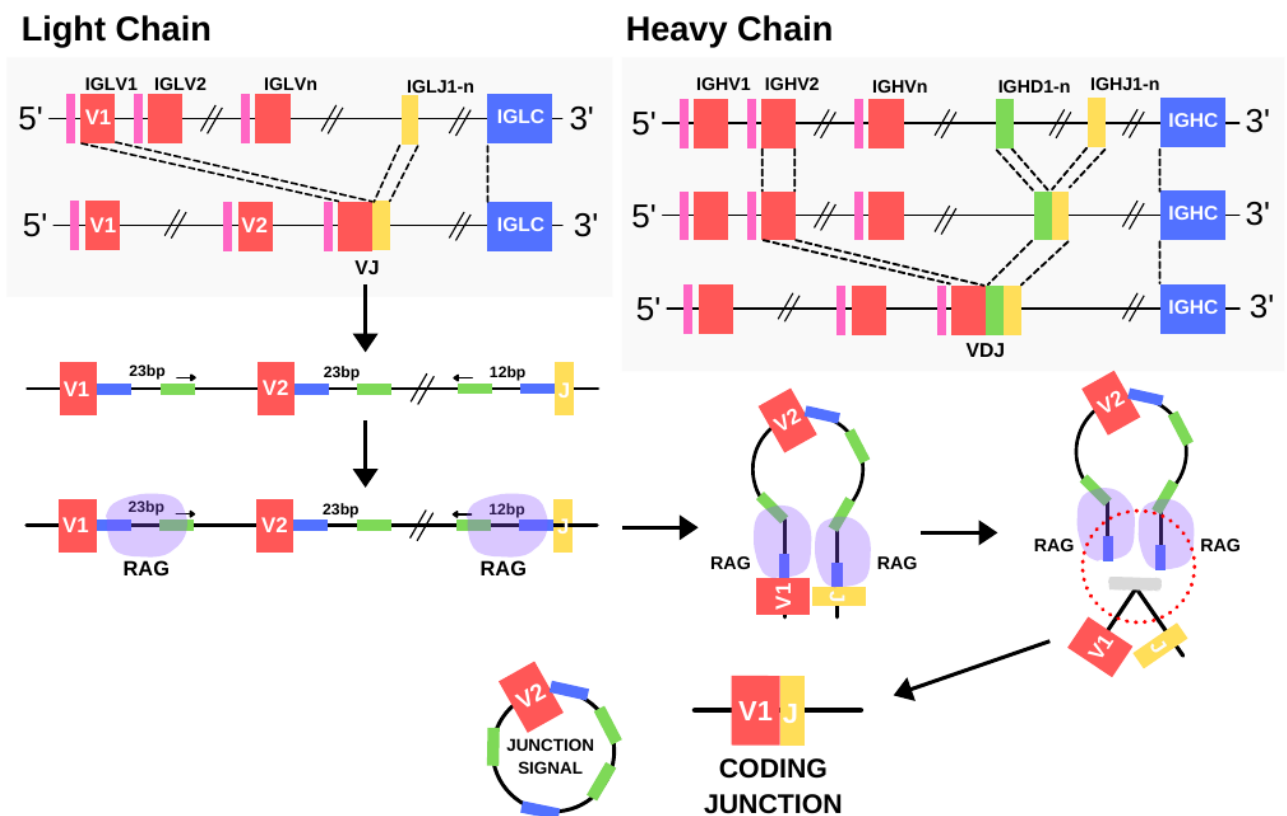 Light Chain
IGLV1 IGLV2 IGLVn IGLJ1-n
5' V1 IGLC 3'
5' V1 V2 IGLC 3'
VJ
Heavy Chain
IGHV1 IGHV2 IGHVn IGHD1-n IGHJ1-n
5' IGHC 3'
5' IGHC 3'
5' IGHC 3'
VDJ
23bp 23bp 12bp
V1 V2 J
23bp 23bp 12bp
V1 V2 J
RAG RAG
V2
RAG RAG
V1 J
V2
RAG RAG
V1 J
V2
JUNCTION
SIGNAL
V1 J
CODING
JUNCTION